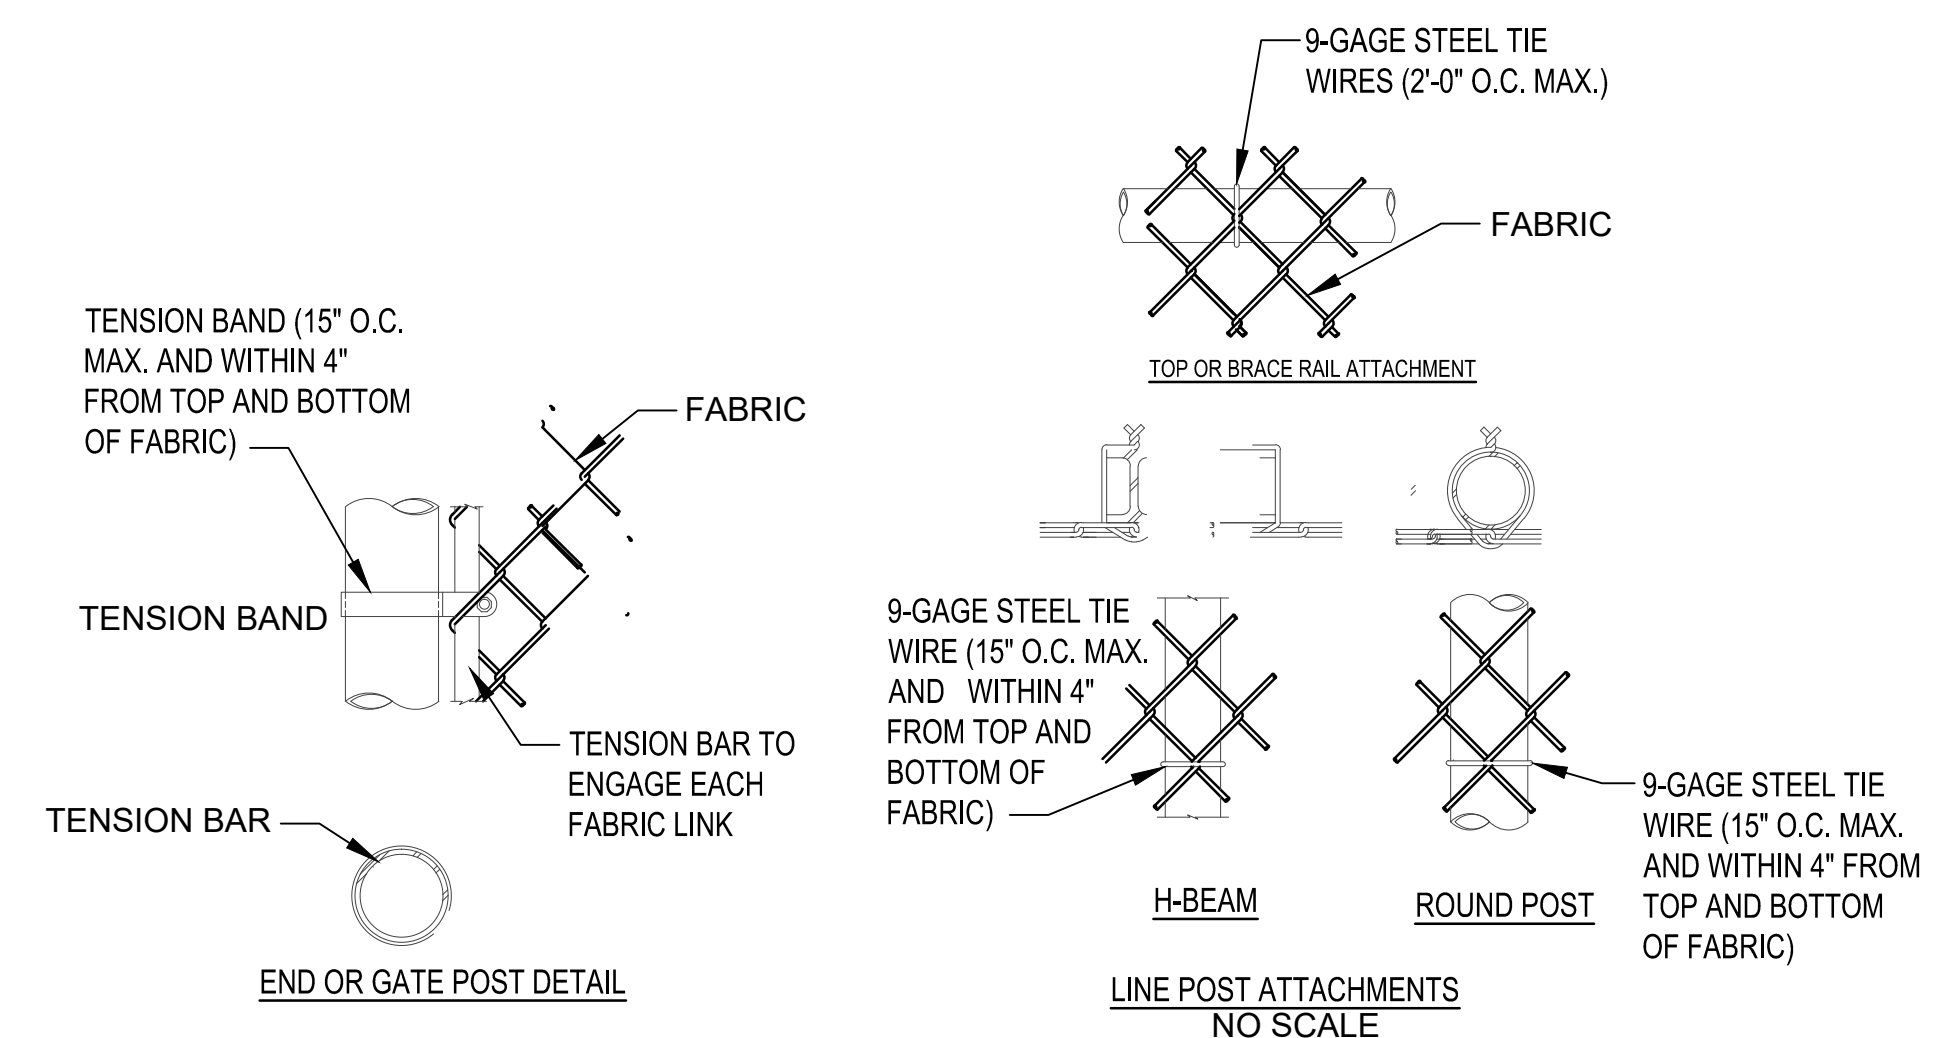 9-GAGE STEEL TIE
WIRES (2'-0" O.C. MAX.)
FABRIC
TOP OR BRACE RAIL ATTACHMENT
TENSION BAND (15" O.C.
MAX. AND WITHIN 4"
FROM TOP AND BOTTOM
OF FABRIC)
FABRIC
TENSION BAND
TENSION BAR TO
ENGAGE EACH
FABRIC LINK
TENSION BAR
END OR GATE POST DETAIL
9-GAGE STEEL TIE
WIRE (15" O.C. MAX.
AND WITHIN 4"
FROM TOP AND
BOTTOM OF
FABRIC)
H-BEAM
ROUND POST
9-GAGE STEEL TIE
WIRE (15" O.C. MAX.
AND WITHIN 4" FROM
TOP AND BOTTOM
OF FABRIC)
LINE POST ATTACHMENTS
NO SCALE